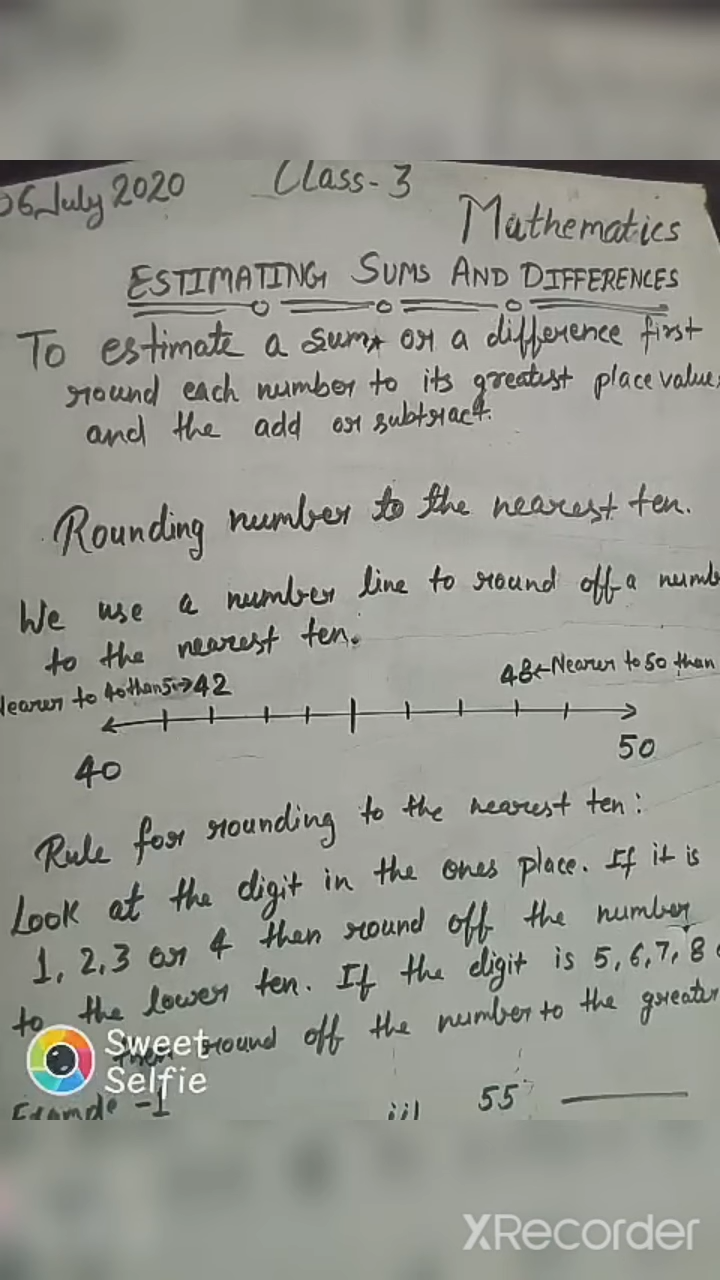 06 July 2020 Class-3
Mathematics
ESTIMATING SUMS AND DIFFERENCES
To estimate a sum or a difference first
round each number to its greatest place value
and the add or subtract.
Rounding number to the nearest ten.
We use a number line to round off a numb
to the nearest ten.
Nearer to 40 than 50→42 48←Nearer to 50 than
40 50
Rule for rounding to the nearest ten:
Look at the digit in the ones place. If it is
1, 2, 3 or 4 then round off the number
to the lower ten. If the digit is 5, 6, 7, 8
then round off the number to the greater
Example -1 iii) 55
Sweet
Selfie
XRecorder